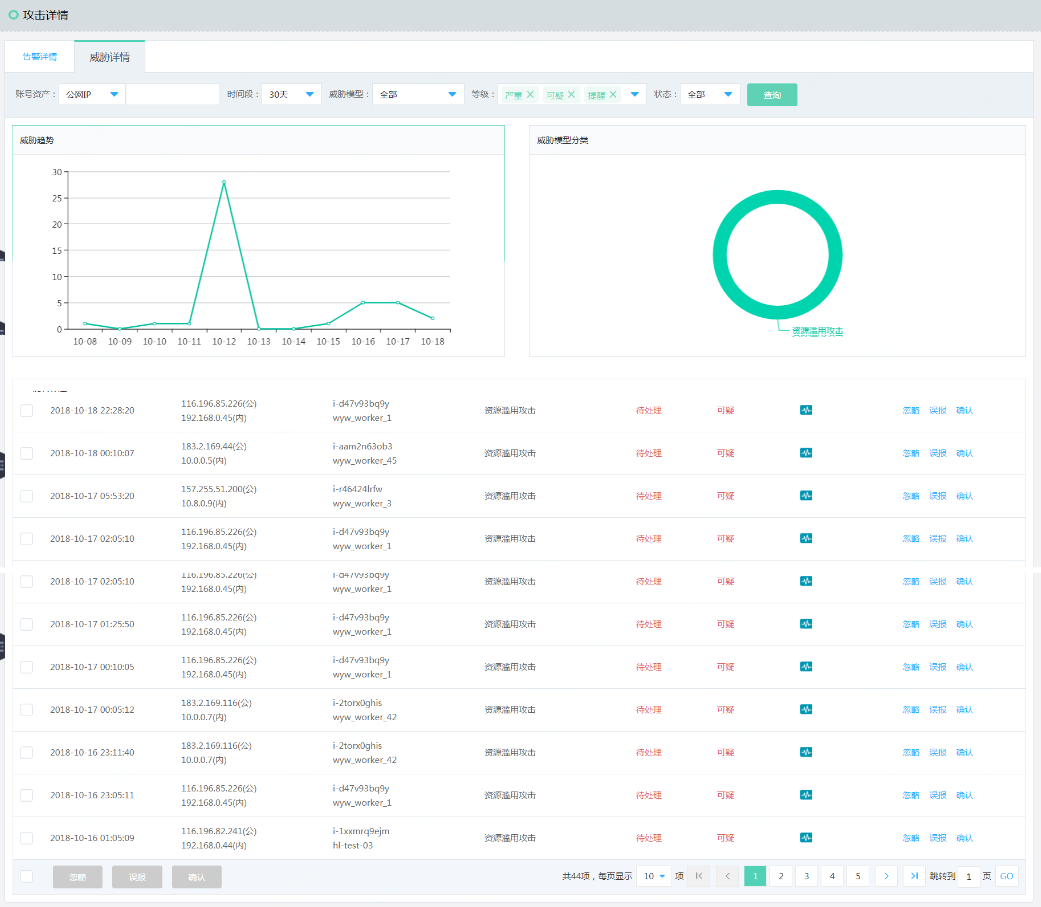 攻击详情
告警详情 威胁详情
账号资产： 公网IP 时间段： 30天 威胁模型： 全部 等级： 严重 × 可疑 × 提醒 × 状态： 全部 查询
威胁趋势
30
25
20
15
10
5
0
10-08 10-09 10-10 10-11 10-12 10-13 10-14 10-15 10-16 10-17 10-18
威胁模型分类
资源滥用攻击
2018-10-18 22:28:20 116.196.85.226(公) i-d47v93bq9y 资源滥用攻击 待处理 可疑 忽略 误报 确认
192.168.0.45(内) wyw_worker_1
2018-10-18 00:10:07 183.2.169.44(公) i-aam2n63ob3 资源滥用攻击 待处理 可疑 忽略 误报 确认
10.0.0.5(内) wyw_worker_45
2018-10-17 05:53:20 157.255.51.200(公) i-r46424lrfw 资源滥用攻击 待处理 可疑 忽略 误报 确认
10.8.0.9(内) wyw_worker_3
2018-10-17 02:05:10 116.196.85.226(公) i-d47v93bq9y 资源滥用攻击 待处理 可疑 忽略 误报 确认
192.168.0.45(内) wyw_worker_1
2018-10-17 02:05:10 116.196.85.226(公) i-d47v93bq9y 资源滥用攻击 待处理 可疑 忽略 误报 确认
192.168.0.45(内) wyw_worker_1
2018-10-17 01:25:50 116.196.85.226(公) i-d47v93bq9y 资源滥用攻击 待处理 可疑 忽略 误报 确认
192.168.0.45(内) wyw_worker_1
2018-10-17 00:10:05 116.196.85.226(公) i-d47v93bq9y 资源滥用攻击 待处理 可疑 忽略 误报 确认
192.168.0.45(内) wyw_worker_1
2018-10-17 00:05:12 183.2.169.116(公) i-2torx0ghis 资源滥用攻击 待处理 可疑 忽略 误报 确认
10.0.0.7(内) wyw_worker_42
2018-10-16 23:11:40 183.2.169.116(公) i-2torx0ghis 资源滥用攻击 待处理 可疑 忽略 误报 确认
10.0.0.7(内) wyw_worker_42
2018-10-16 23:05:11 116.196.85.226(公) i-d47v93bq9y 资源滥用攻击 待处理 可疑 忽略 误报 确认
192.168.0.45(内) wyw_worker_1
2018-10-16 01:05:09 116.196.82.241(公) i-1xxmrq9ejm 资源滥用攻击 待处理 可疑 忽略 误报 确认
192.168.0.44(内) hl-test-03
忽略 误报 确认 共44项，每页显示 10 项 1 2 3 4 5 跳转到 1 页 GO